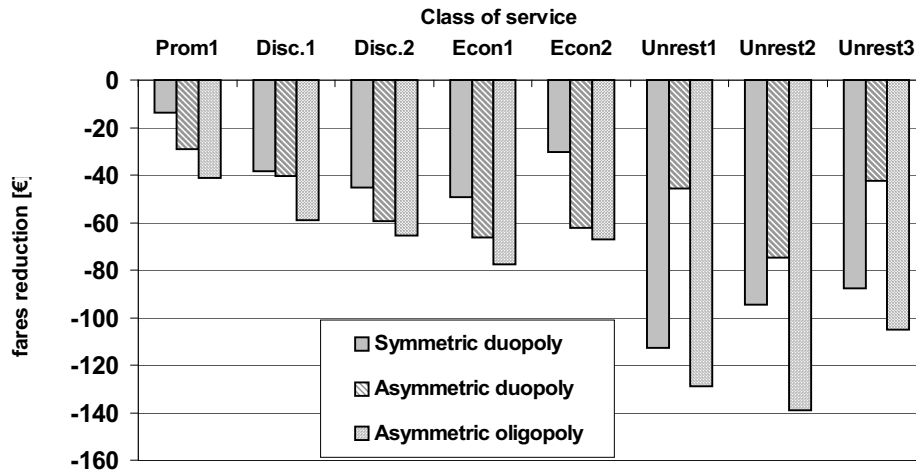 Class of service
Prom1 Disc.1 Disc.2 Econ1 Econ2 Unrest1 Unrest2 Unrest3
0
-20
-40
-60
-80
-100
-120
-140
-160
fares reduction [€]
Symmetric duopoly
Asymmetric duopoly
Asymmetric oligopoly